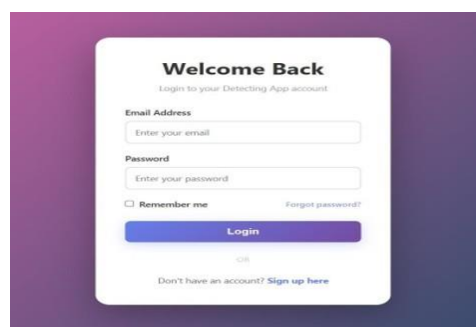 Welcome Back
Login to your Detecting App account
Email Address
Enter your email
Password
Enter your password
Remember me Forgot password?
Login
OR
Don't have an account? Sign up here